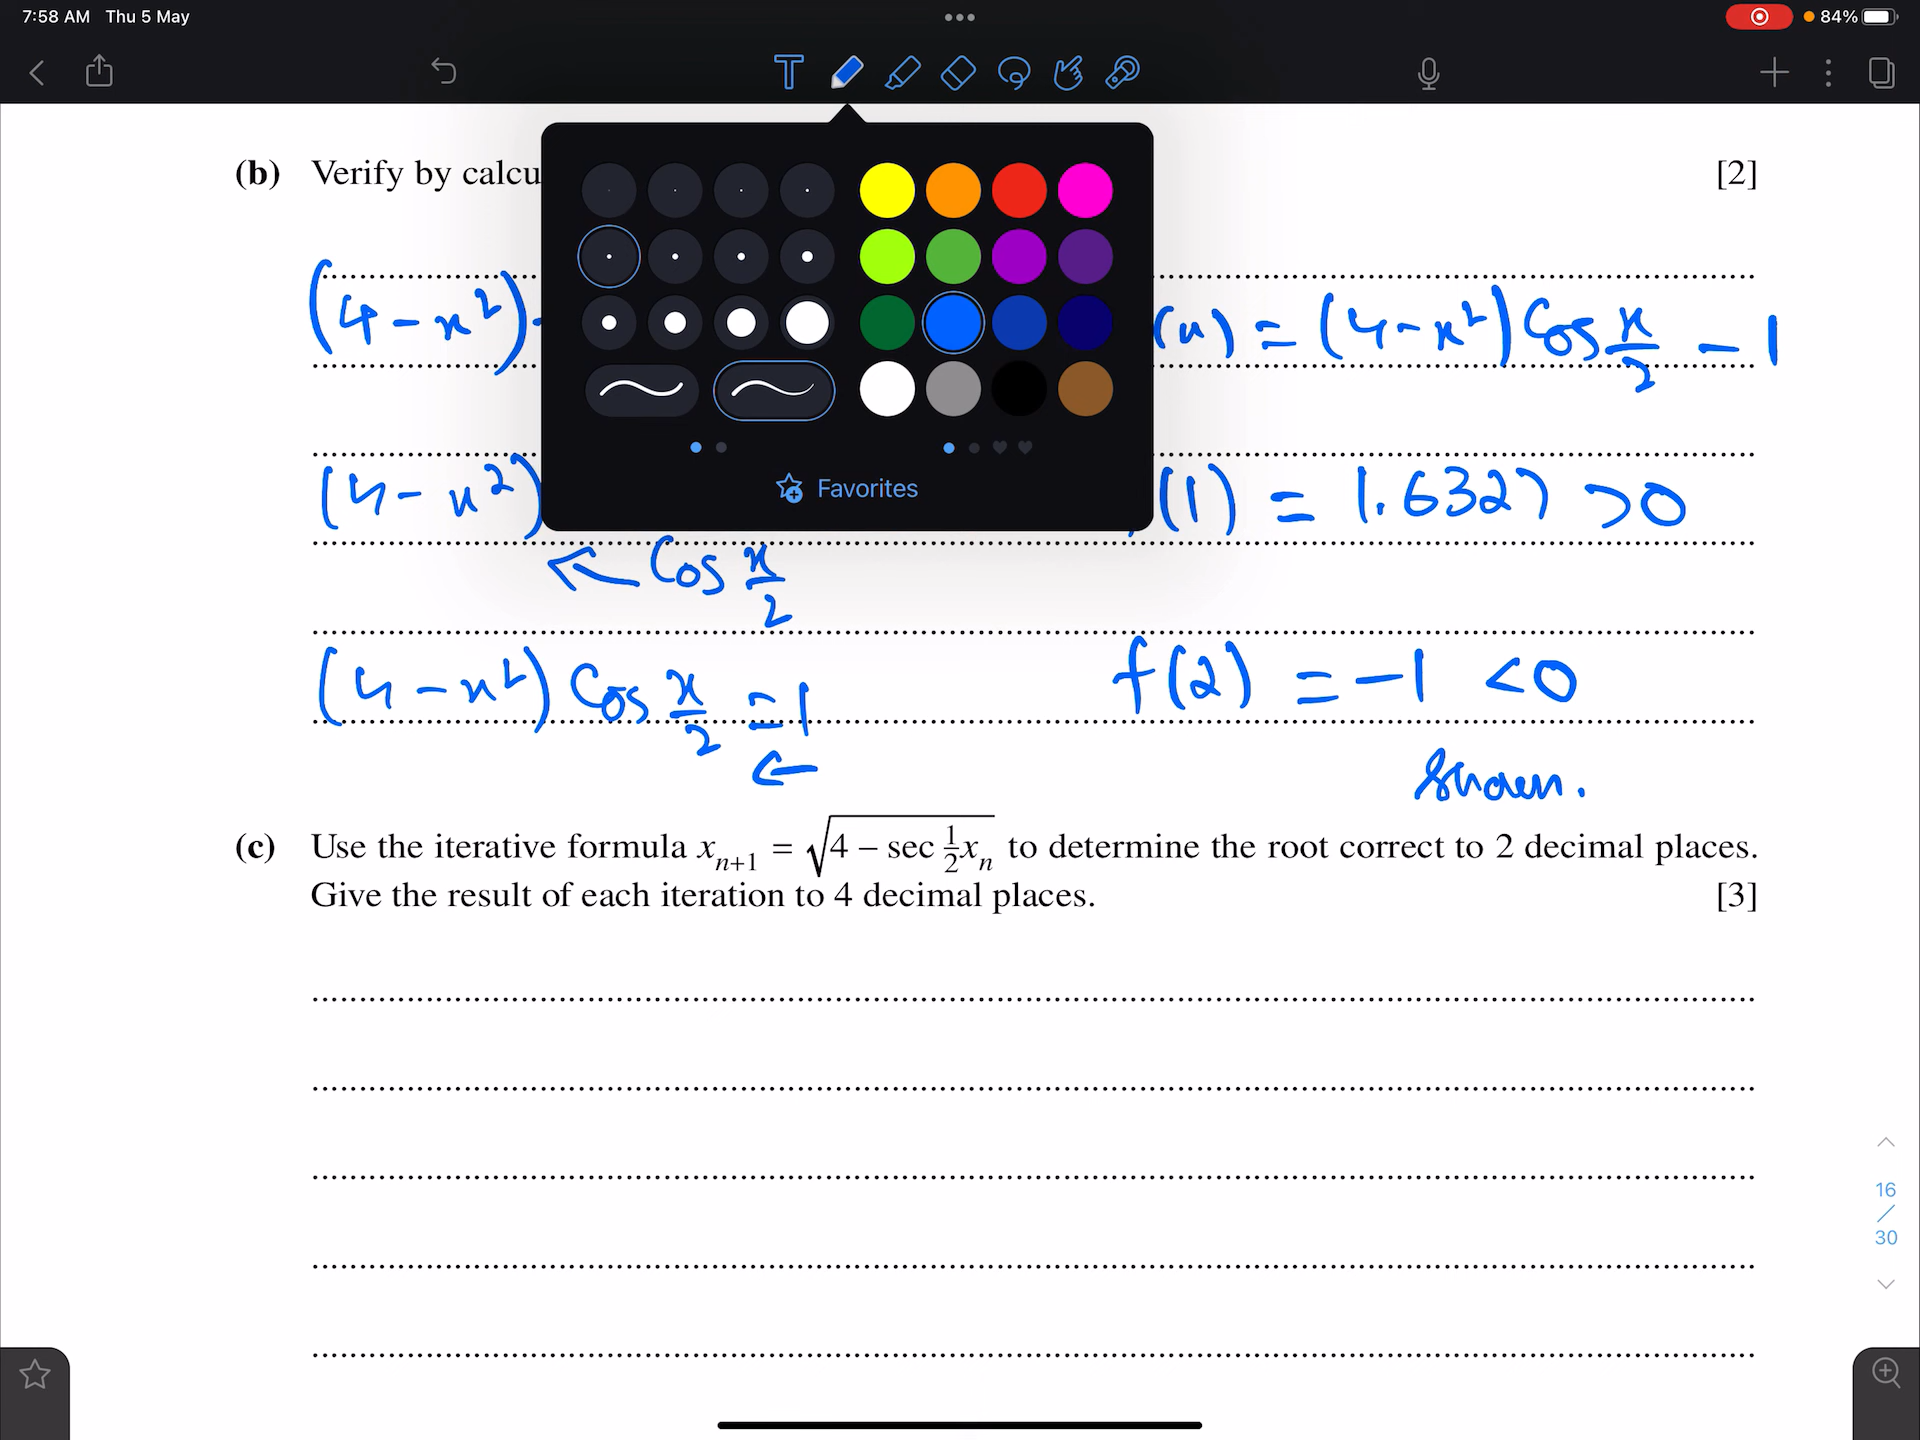 7:58 AM Thu 5 May
84%
T
(b) Verify by calcu [2]
(4-x²) (x) = (4-x²) Cos x/2 - 1
(4-x²) (1) = 1.6327 >0
Favorites
← Cos x/2
(4-x²) Cos x/2 = 1 f(2) = -1 <0
←
Shown.
(c) Use the iterative formula xₙ₊₁ = √(4 − sec ½xₙ) to determine the root correct to 2 decimal places.
Give the result of each iteration to 4 decimal places. [3]
16
/
30